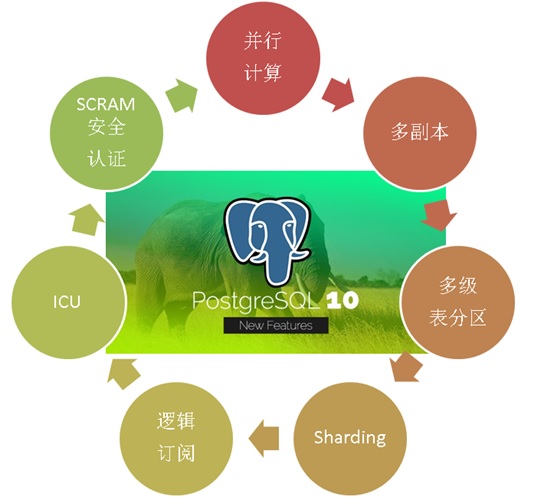 并行
计算
多副本
多级
表分区
Sharding
逻辑
订阅
ICU
SCRAM
安全
认证
PostgreSQL 10
New Features